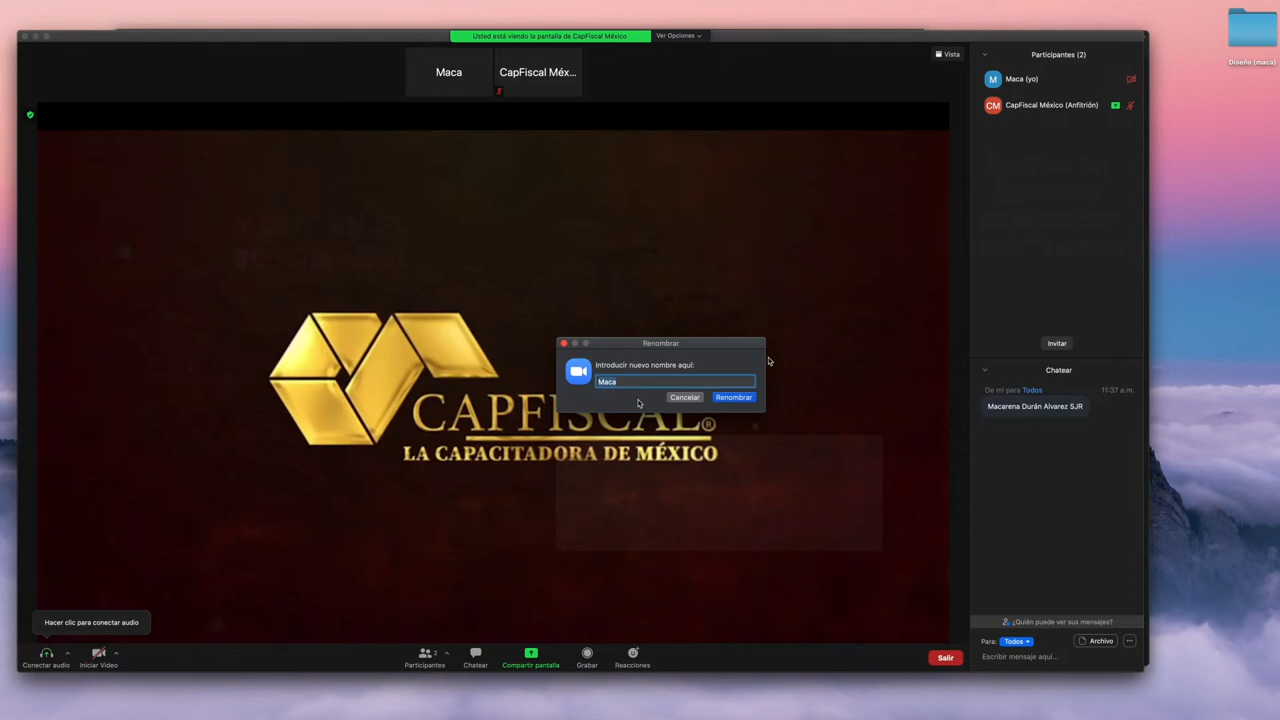 Usted está viendo la pantalla de CapFiscal México
Ver Opciones
Diseño (maca)
Vista
Maca
CapFiscal Méx...
Participantes (2)
M
Maca (yo)
CM
CapFiscal México (Anfitrión)
Renombrar
Introducir nuevo nombre aquí:
Maca
Cancelar
Renombrar
CAPFISCAL®
LA CAPACITADORA DE MÉXICO
Invitar
Chatear
De mí para Todos
11:37 a.m.
Macarena Durán Alvarez SJR
¿Quién puede ver sus mensajes?
Para: Todos
Archivo
...
Escribir mensaje aquí...
Hacer clic para conectar audio
Conectar audio
Iniciar Video
2
Participantes
Chatear
Compartir pantalla
Grabar
Reacciones
Salir